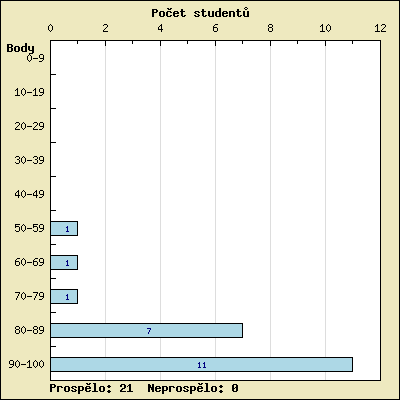 Počet studentů
0 2 4 6 8 10 12
Body
0-9
10-19
20-29
30-39
40-49
50-59 1
60-69 1
70-79 1
80-89 7
90-100 11
Prospělo: 21 Neprospělo: 0